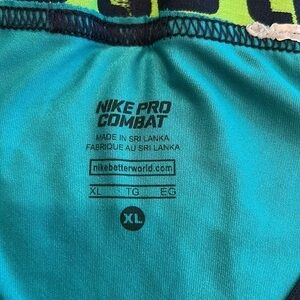 NIKE PRO
COMBAT
MADE IN SRI LANKA
FABRIQUE AU SRI LANKA
nikebetterworld.com
XL TG EG
XL